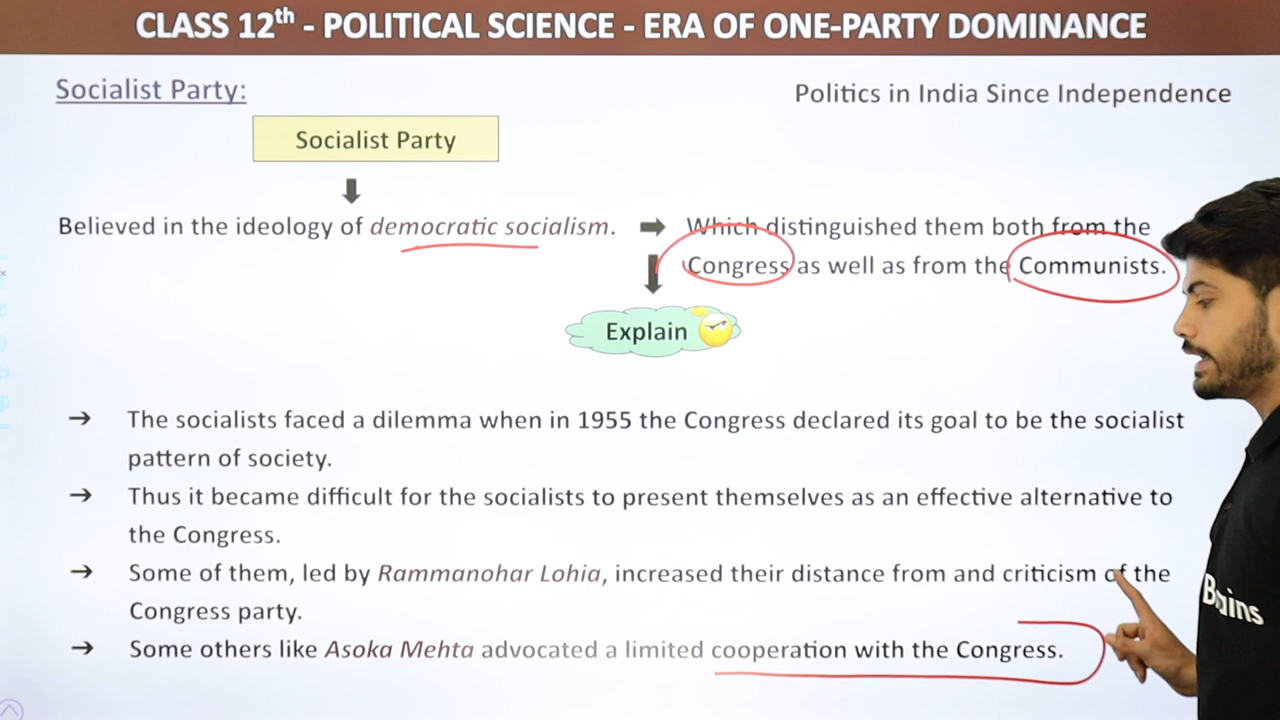 CLASS 12th - POLITICAL SCIENCE - ERA OF ONE-PARTY DOMINANCE
Socialist Party:
Politics in India Since Independence
Socialist Party
Believed in the ideology of democratic socialism.
Which distinguished them both from the
Congress as well as from the Communists.
Explain
The socialists faced a dilemma when in 1955 the Congress declared its goal to be the socialist
pattern of society.
Thus it became difficult for the socialists to present themselves as an effective alternative to
the Congress.
Some of them, led by Rammanohar Lohia, increased their distance from and criticism of the
Congress party.
Some others like Asoka Mehta advocated a limited cooperation with the Congress.
Brains